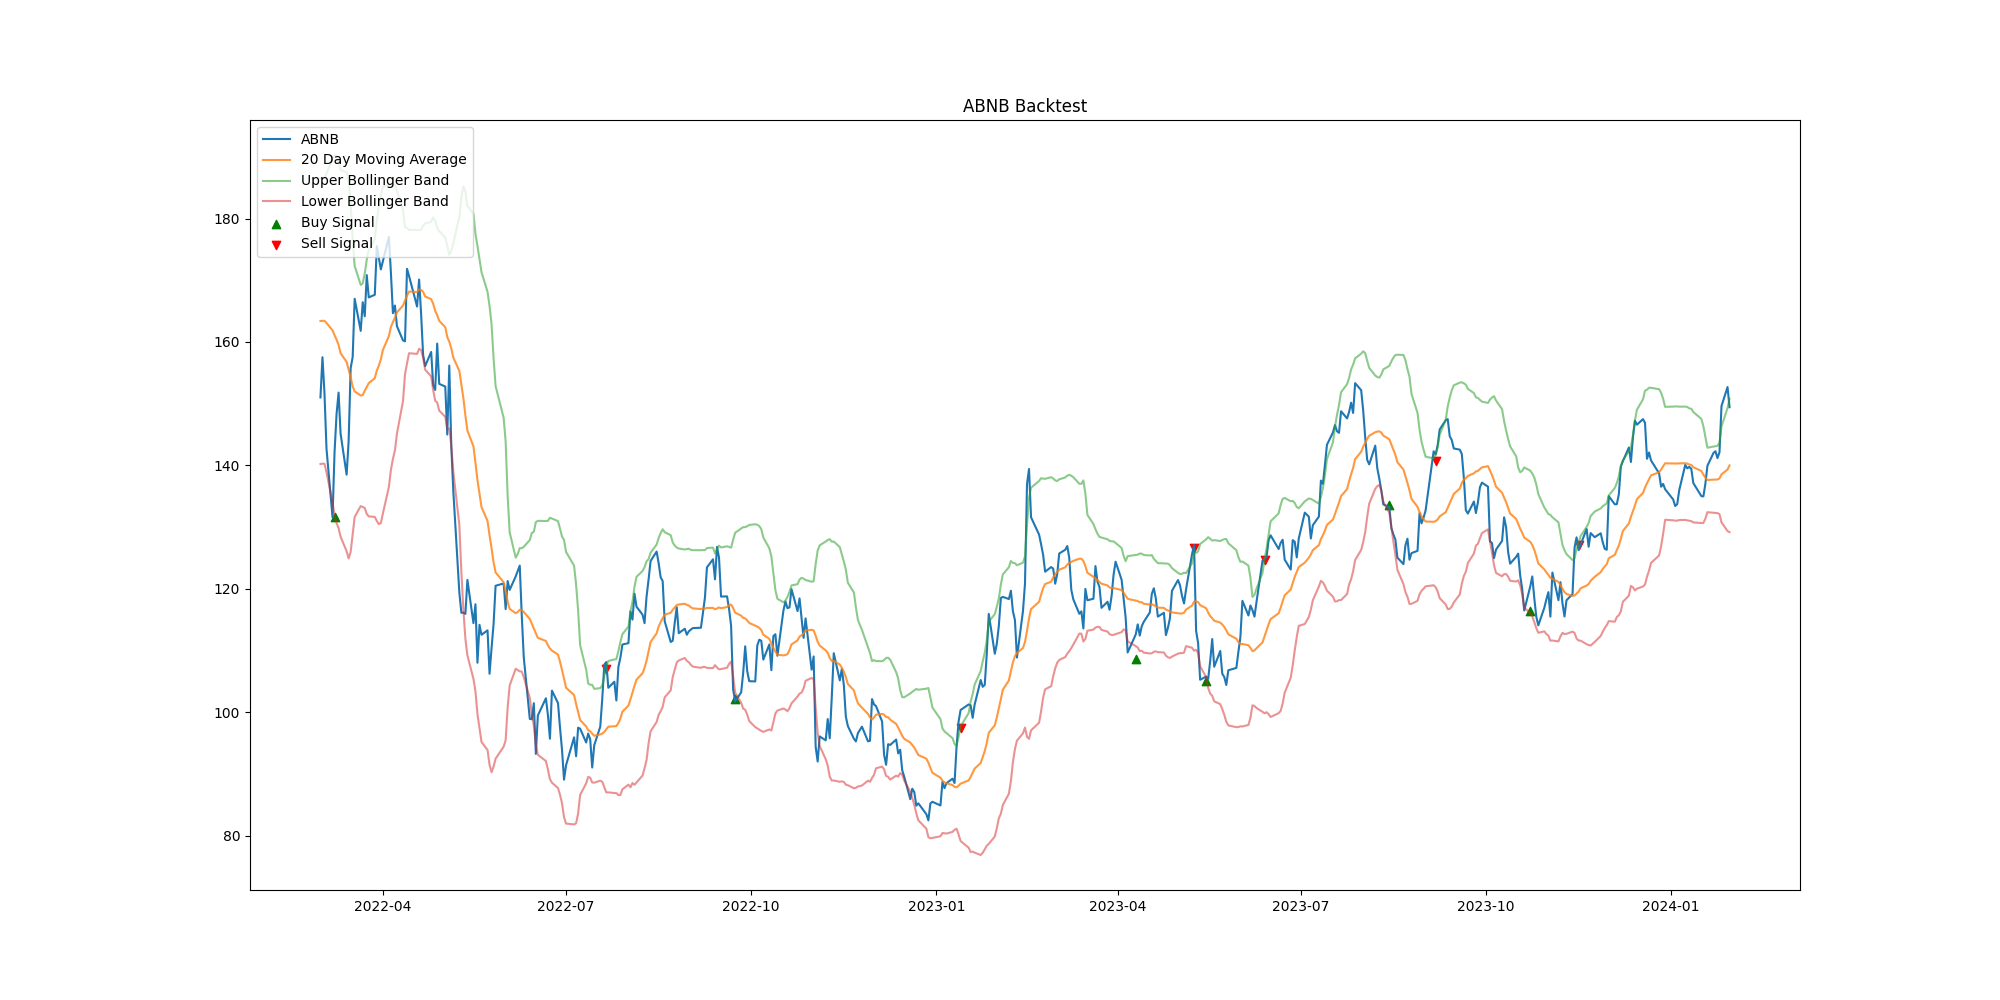 ABNB Backtest
ABNB
20 Day Moving Average
Upper Bollinger Band
Lower Bollinger Band
Buy Signal
Sell Signal
180
160
140
120
100
80
2022-04 2022-07 2022-10 2023-01 2023-04 2023-07 2023-10 2024-01